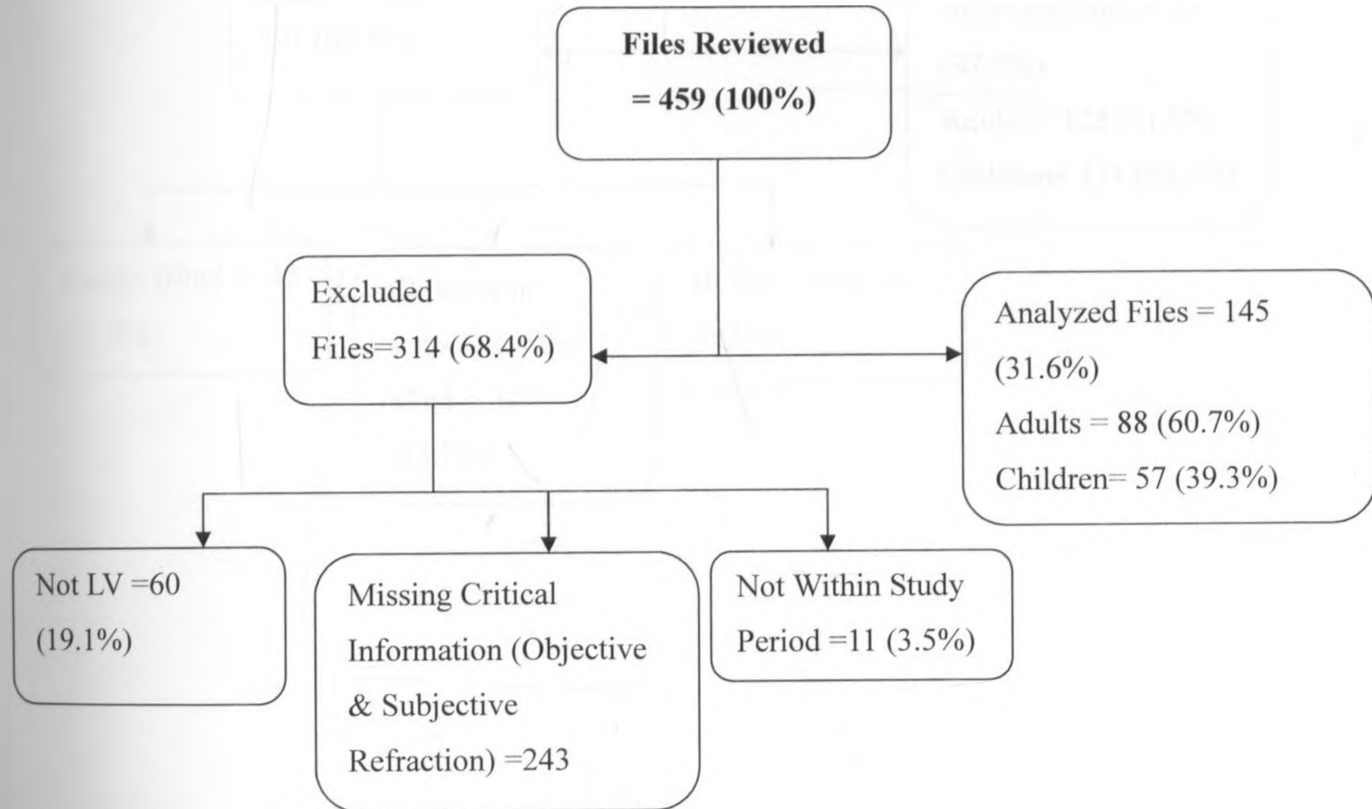 Files Reviewed
= 459 (100%)
Excluded
Files=314 (68.4%)
Analyzed Files = 145
(31.6%)
Adults = 88 (60.7%)
Children= 57 (39.3%)
Not LV =60
(19.1%)
Missing Critical
Information (Objective
& Subjective
Refraction) =243
Not Within Study
Period =11 (3.5%)